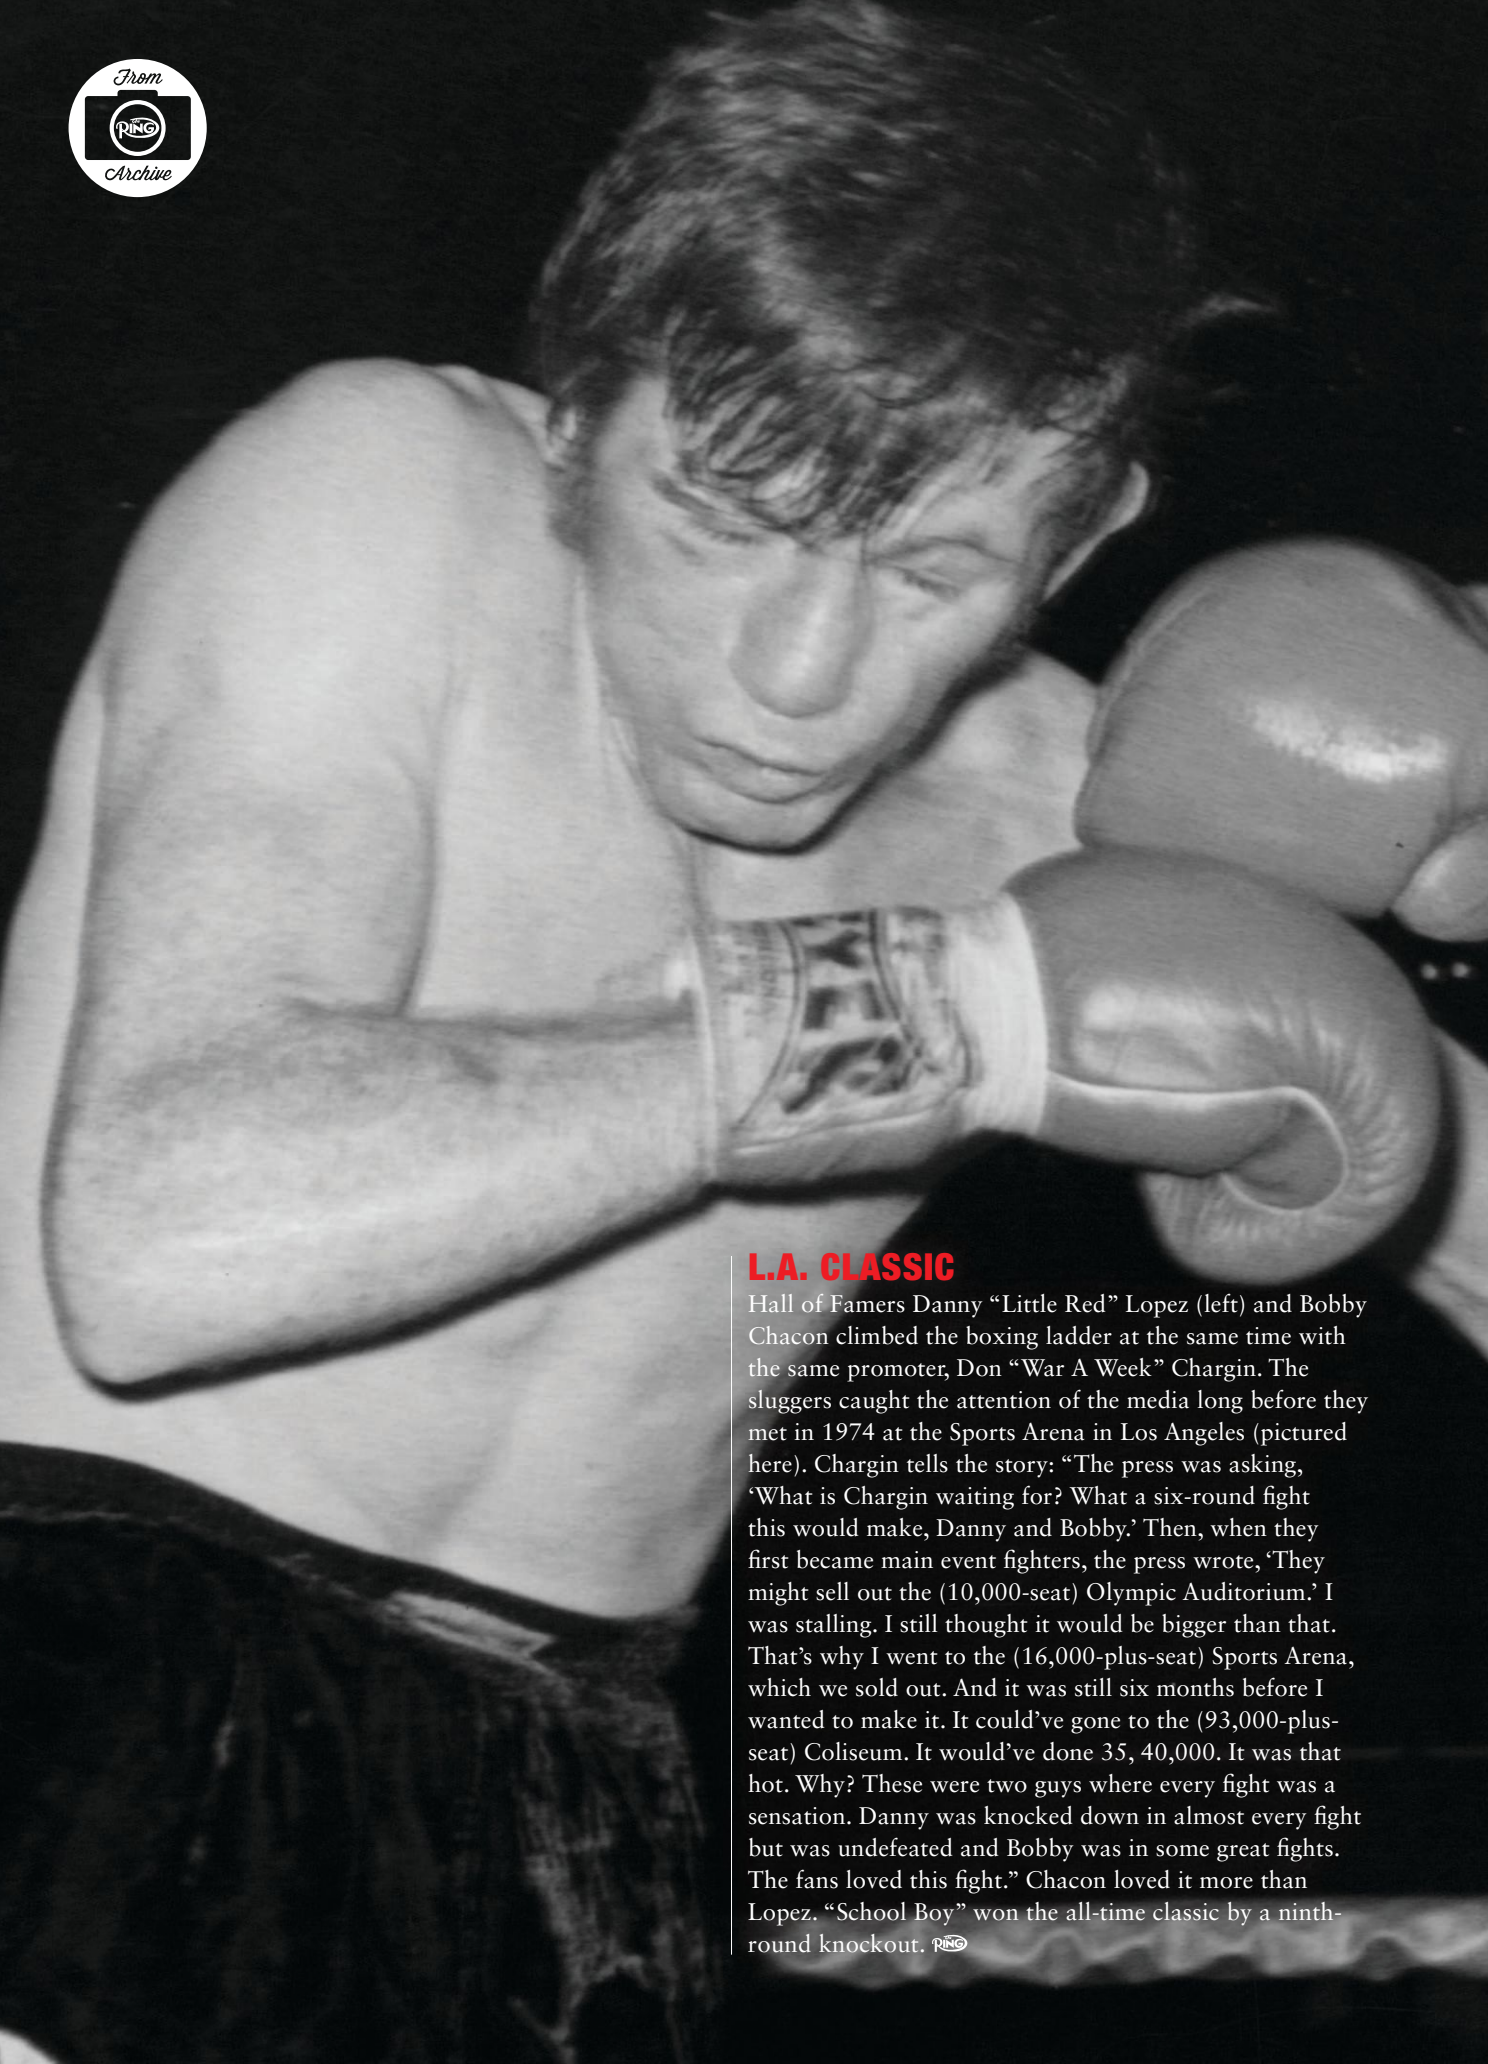 From
THE RING
Archive
L.A. CLASSIC
Hall of Famers Danny “Little Red” Lopez (left) and Bobby
Chacon climbed the boxing ladder at the same time with
the same promoter, Don “War A Week” Chargin. The
sluggers caught the attention of the media long before they
met in 1974 at the Sports Arena in Los Angeles (pictured
here). Chargin tells the story: “The press was asking,
‘What is Chargin waiting for? What a six-round fight
this would make, Danny and Bobby.’ Then, when they
first became main event fighters, the press wrote, ‘They
might sell out the (10,000-seat) Olympic Auditorium.’ I
was stalling. I still thought it would be bigger than that.
That’s why I went to the (16,000-plus-seat) Sports Arena,
which we sold out. And it was still six months before I
wanted to make it. It could’ve gone to the (93,000-plus-
seat) Coliseum. It would’ve done 35, 40,000. It was that
hot. Why? These were two guys where every fight was a
sensation. Danny was knocked down in almost every fight
but was undefeated and Bobby was in some great fights.
The fans loved this fight.” Chacon loved it more than
Lopez. “School Boy” won the all-time classic by a ninth-
round knockout. THE RING